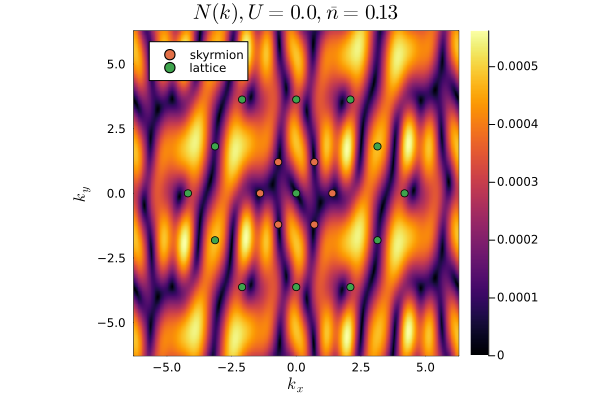 N(k), U = 0.0, n̄ = 0.13
skyrmion
lattice
5.0
2.5
0.0
−2.5
−5.0
k_y
−5.0 −2.5 0.0 2.5 5.0
k_x
0.0005
0.0004
0.0003
0.0002
0.0001
0